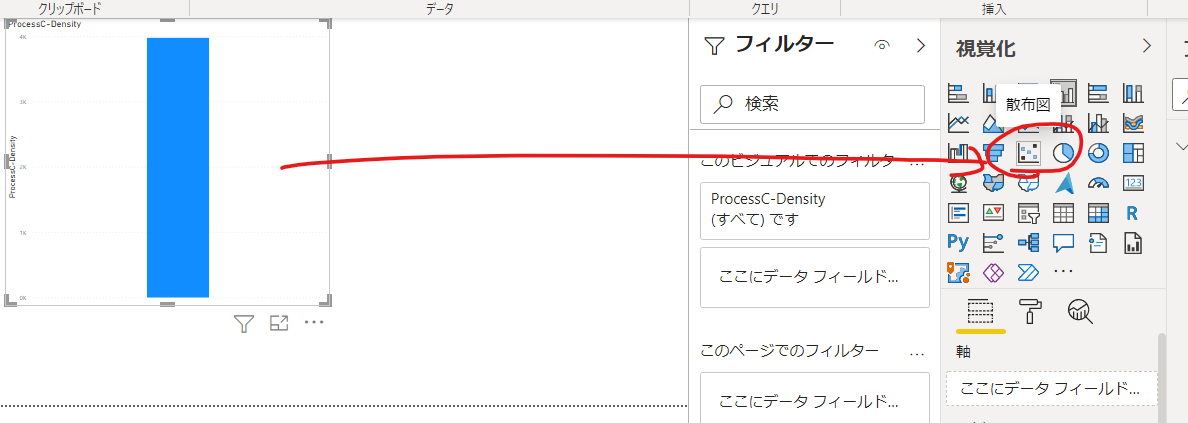 クリップボード
データ
クエリ
挿入
ProcessC-Density
4K
3K
2K
1K
0K
ProcessC-Density
フィルター
検索
このビジュアルでのフィルター
...
ProcessC-Density
(すべて) です
ここにデータ フィールド...
このページでのフィルター
...
ここにデータ フィールド...
視覚化
散布図
123
R
Py
...
軸
ここにデータ フィールド...